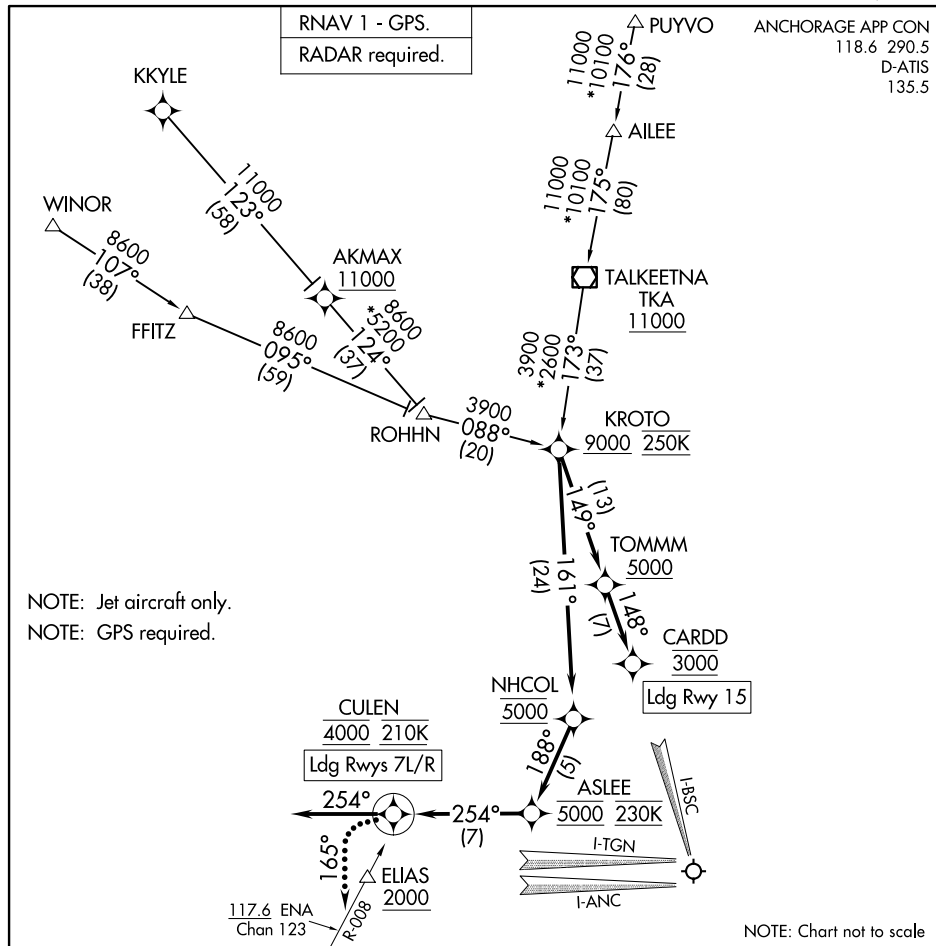 RNAV 1 - GPS.
RADAR required.
ANCHORAGE APP CON
118.6 290.5
D-ATIS
135.5
PUYVO
11000
*10100
176°
(28)
AILEE
11000
*10100
175°
(80)
TALKEETNA
TKA
11000
3900
*2600
173°
(37)
KKYLE
11000
123°
(58)
AKMAX
11000
8600
*5200
124°
(37)
WINOR
8600
107°
(38)
FFITZ
8600
095°
(59)
ROHHN
3900
088°
(20)
KROTO
9000 250K
(13)
149°
TOMMM
5000
148°
(7)
CARDD
3000
Ldg Rwy 15
161°
(24)
NHCOL
5000
188°
(5)
ASLEE
5000 230K
254°
(7)
CULEN
4000 210K
Ldg Rwys 7L/R
254°
165°
ELIAS
2000
R-008
117.6 ENA
Chan 123
I-BSC
I-TGN
I-ANC
NOTE: Jet aircraft only.
NOTE: GPS required.
NOTE: Chart not to scale